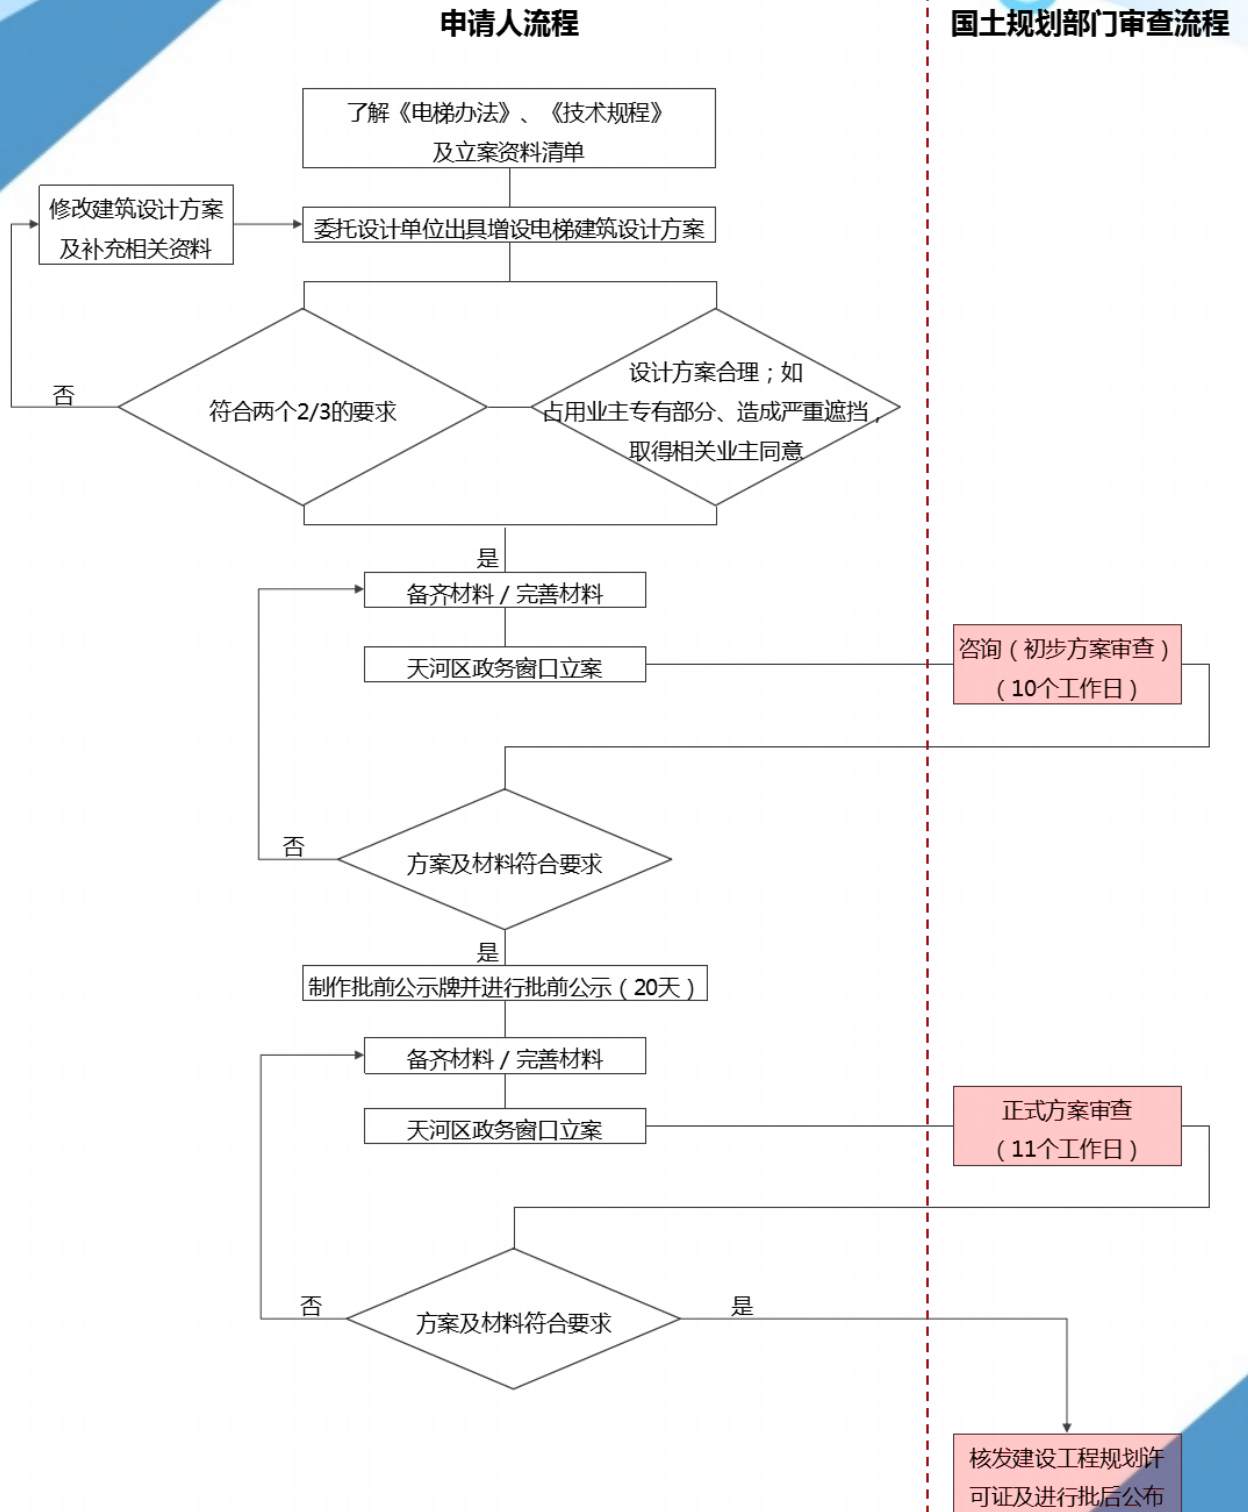 申请人流程
国土规划部门审查流程
了解《电梯办法》、《技术规程》
及立案资料清单
修改建筑设计方案
及补充相关资料
委托设计单位出具增设电梯建筑设计方案
否
符合两个2/3的要求
设计方案合理；如
占用业主专有部分、造成严重遮挡，
取得相关业主同意
是
备齐材料 / 完善材料
天河区政务窗口立案
咨询（初步方案审查）
（10个工作日）
否
方案及材料符合要求
是
制作批前公示牌并进行批前公示（20天）
备齐材料 / 完善材料
天河区政务窗口立案
正式方案审查
（11个工作日）
否
方案及材料符合要求
是
核发建设工程规划许
可证及进行批后公布